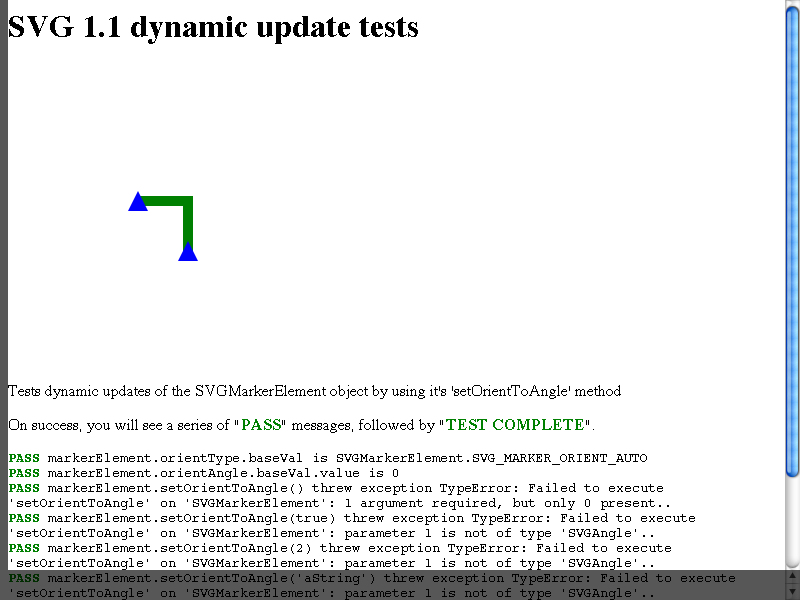 SVG 1.1 dynamic update tests
Tests dynamic updates of the SVGMarkerElement object by using it's 'setOrientToAngle' method
On success, you will see a series of "PASS" messages, followed by "TEST COMPLETE".
PASS markerElement.orientType.baseVal is SVGMarkerElement.SVG_MARKER_ORIENT_AUTO
PASS markerElement.orientAngle.baseVal.value is 0
PASS markerElement.setOrientToAngle() threw exception TypeError: Failed to execute
'setOrientToAngle' on 'SVGMarkerElement': 1 argument required, but only 0 present..
PASS markerElement.setOrientToAngle(true) threw exception TypeError: Failed to execute
'setOrientToAngle' on 'SVGMarkerElement': parameter 1 is not of type 'SVGAngle'..
PASS markerElement.setOrientToAngle(2) threw exception TypeError: Failed to execute
'setOrientToAngle' on 'SVGMarkerElement': parameter 1 is not of type 'SVGAngle'..
PASS markerElement.setOrientToAngle('aString') threw exception TypeError: Failed to execute
'setOrientToAngle' on 'SVGMarkerElement': parameter 1 is not of type 'SVGAngle'..